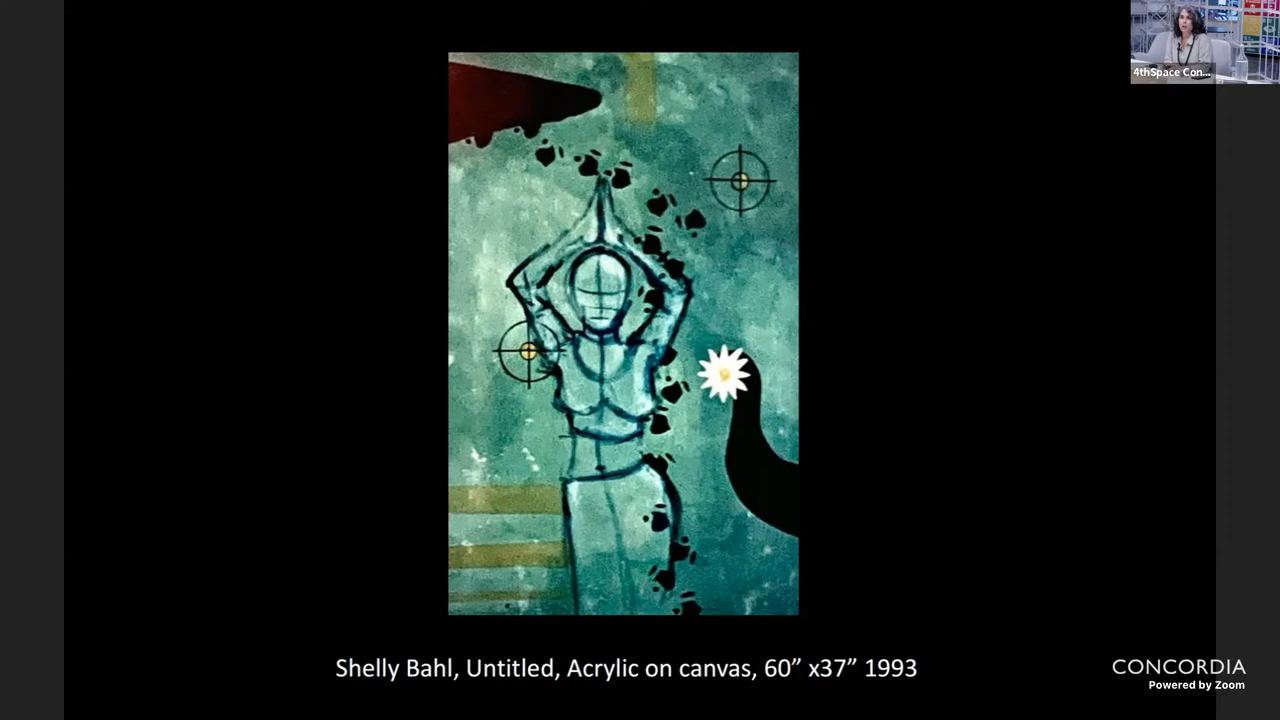 4thSpace Con...
Shelly Bahl, Untitled, Acrylic on canvas, 60” x37” 1993
CONCORDIA
Powered by Zoom